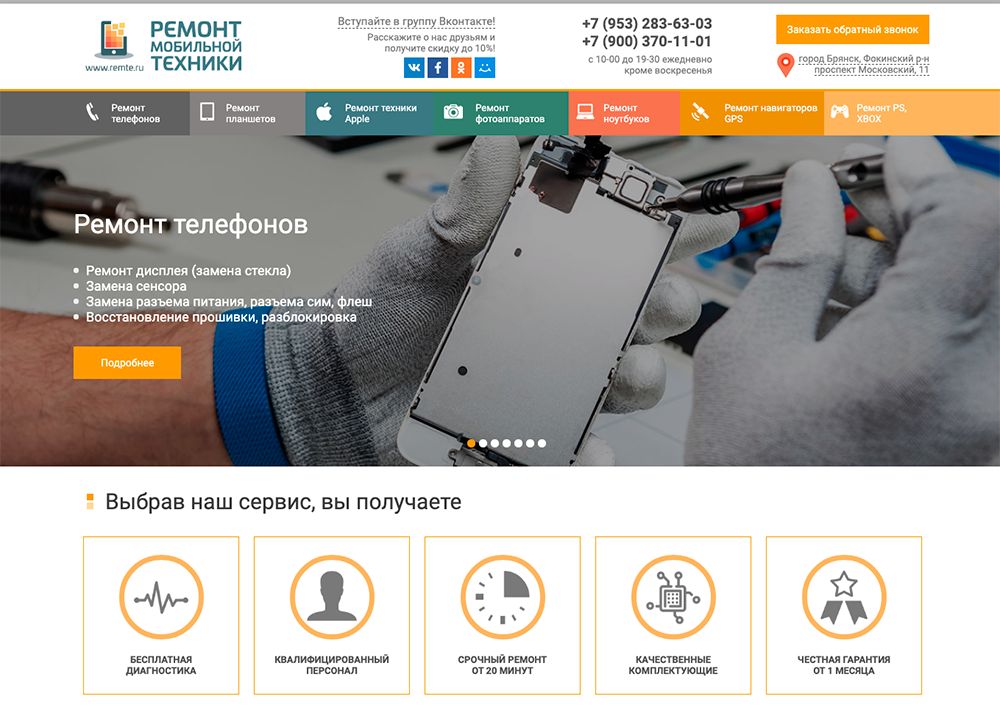 РЕМОНТ
МОБИЛЬНОЙ
ТЕХНИКИ
www.remte.ru
Вступайте в группу Вконтакте!
Расскажите о нас друзьям и
получите скидку до 10%!
+7 (953) 283-63-03
+7 (900) 370-11-01
с 10-00 до 19-30 ежедневно
кроме воскресенья
Заказать обратный звонок
город Брянск, Фокинский р-н
проспект Московский, 11
Ремонт
телефонов
Ремонт
планшетов
Ремонт техники
Apple
Ремонт
фотоаппаратов
Ремонт
ноутбуков
Ремонт навигаторов
GPS
Ремонт PS,
XBOX
Ремонт телефонов
Ремонт дисплея (замена стекла)
Замена сенсора
Замена разъема питания, разъема сим, флеш
Восстановление прошивки, разблокировка
Подробнее
Выбрав наш сервис, вы получаете
БЕСПЛАТНАЯ
ДИАГНОСТИКА
КВАЛИФИЦИРОВАННЫЙ
ПЕРСОНАЛ
СРОЧНЫЙ РЕМОНТ
ОТ 20 МИНУТ
КАЧЕСТВЕННЫЕ
КОМПЛЕКТУЮЩИЕ
ЧЕСТНАЯ ГАРАНТИЯ
ОТ 1 МЕСЯЦА